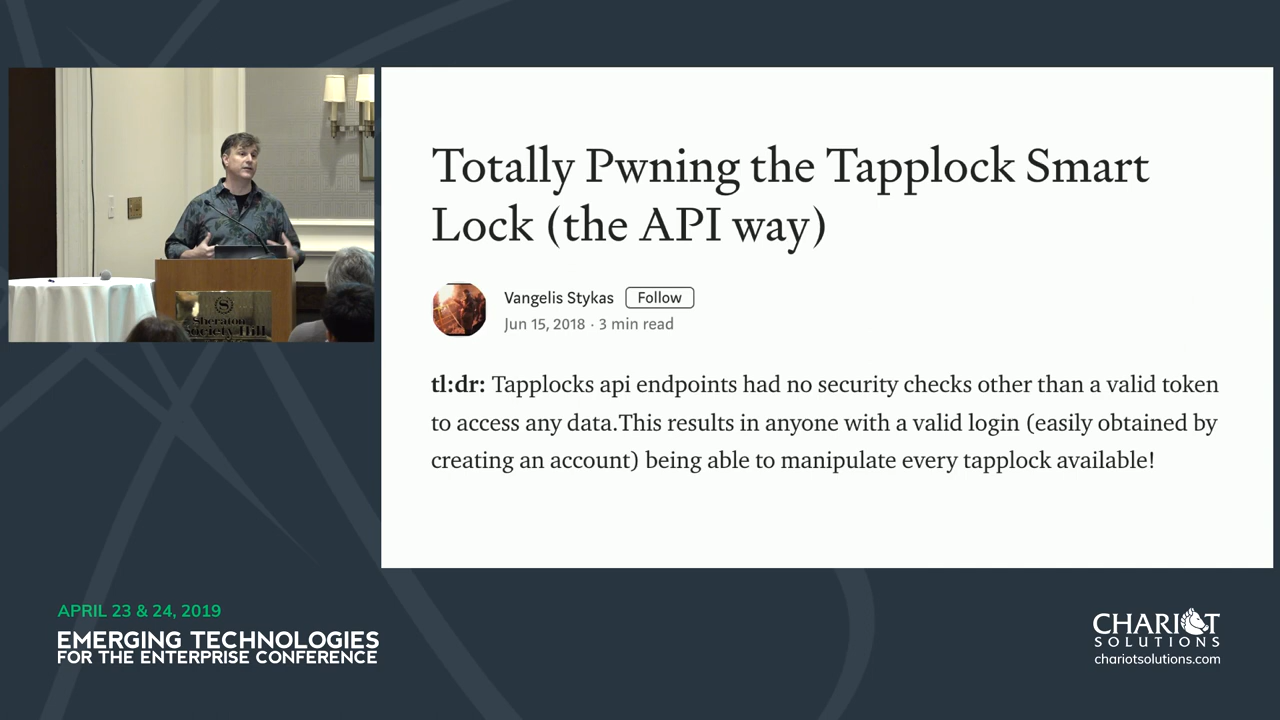 Totally Pwning the Tapplock Smart
Lock (the API way)
Vangelis Stykas Follow
Jun 15, 2018 · 3 min read
tl:dr: Tapplocks api endpoints had no security checks other than a valid token
to access any data.This results in anyone with a valid login (easily obtained by
creating an account) being able to manipulate every tapplock available!
S
Sheraton
Society Hill
APRIL 23 & 24, 2019
EMERGING TECHNOLOGIES
FOR THE ENTERPRISE CONFERENCE
CHARIOT
SOLUTIONS
chariotsolutions.com